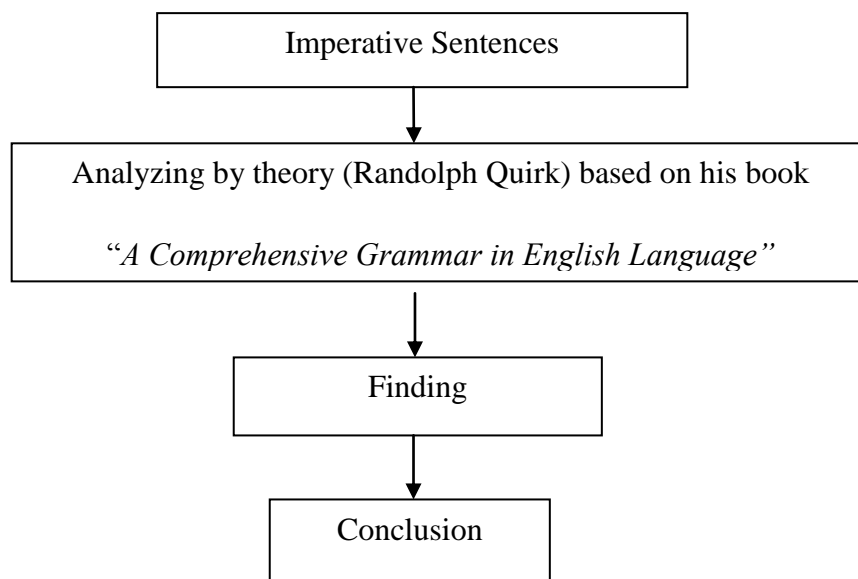 Imperative Sentences
Analyzing by theory (Randolph Quirk) based on his book
“A Comprehensive Grammar in English Language”
Finding
Conclusion